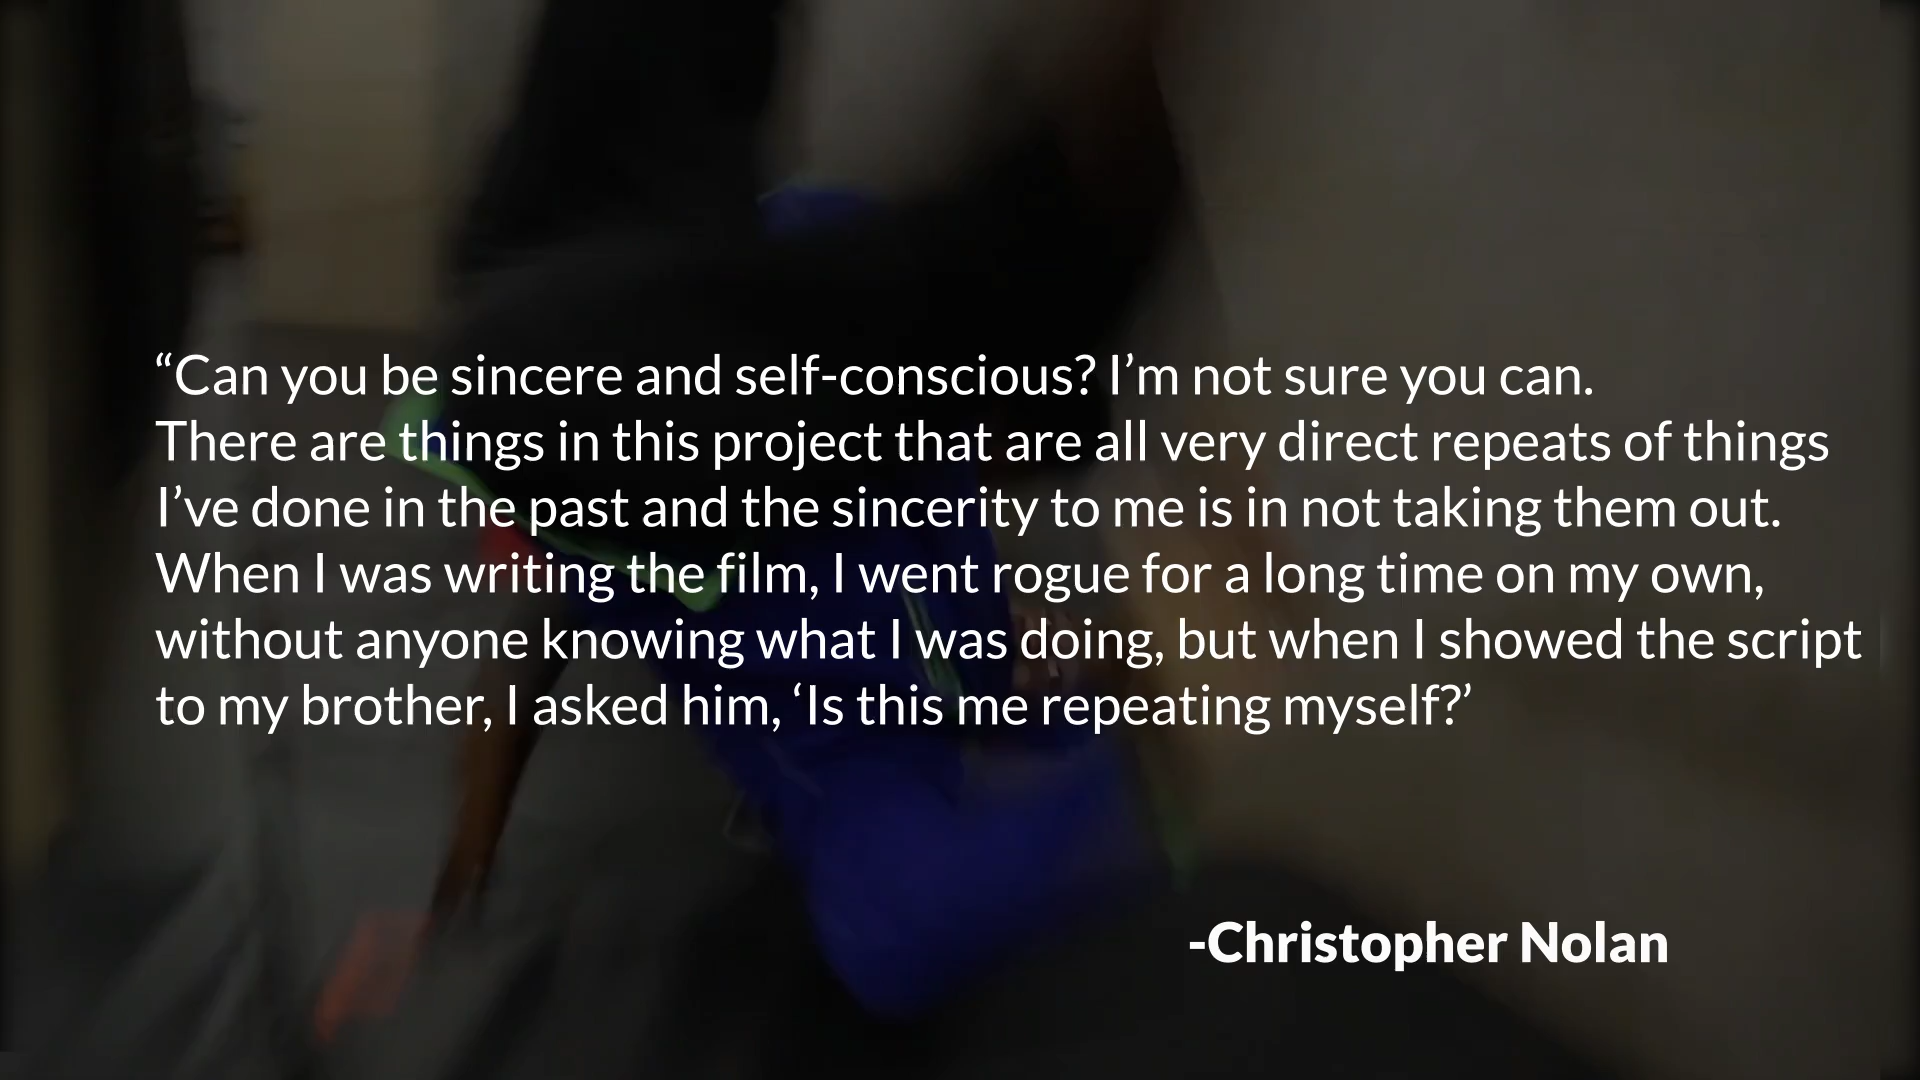 “Can you be sincere and self-conscious? I’m not sure you can.
There are things in this project that are all very direct repeats of things
I’ve done in the past and the sincerity to me is in not taking them out.
When I was writing the film, I went rogue for a long time on my own,
without anyone knowing what I was doing, but when I showed the script
to my brother, I asked him, ‘Is this me repeating myself?’
-Christopher Nolan